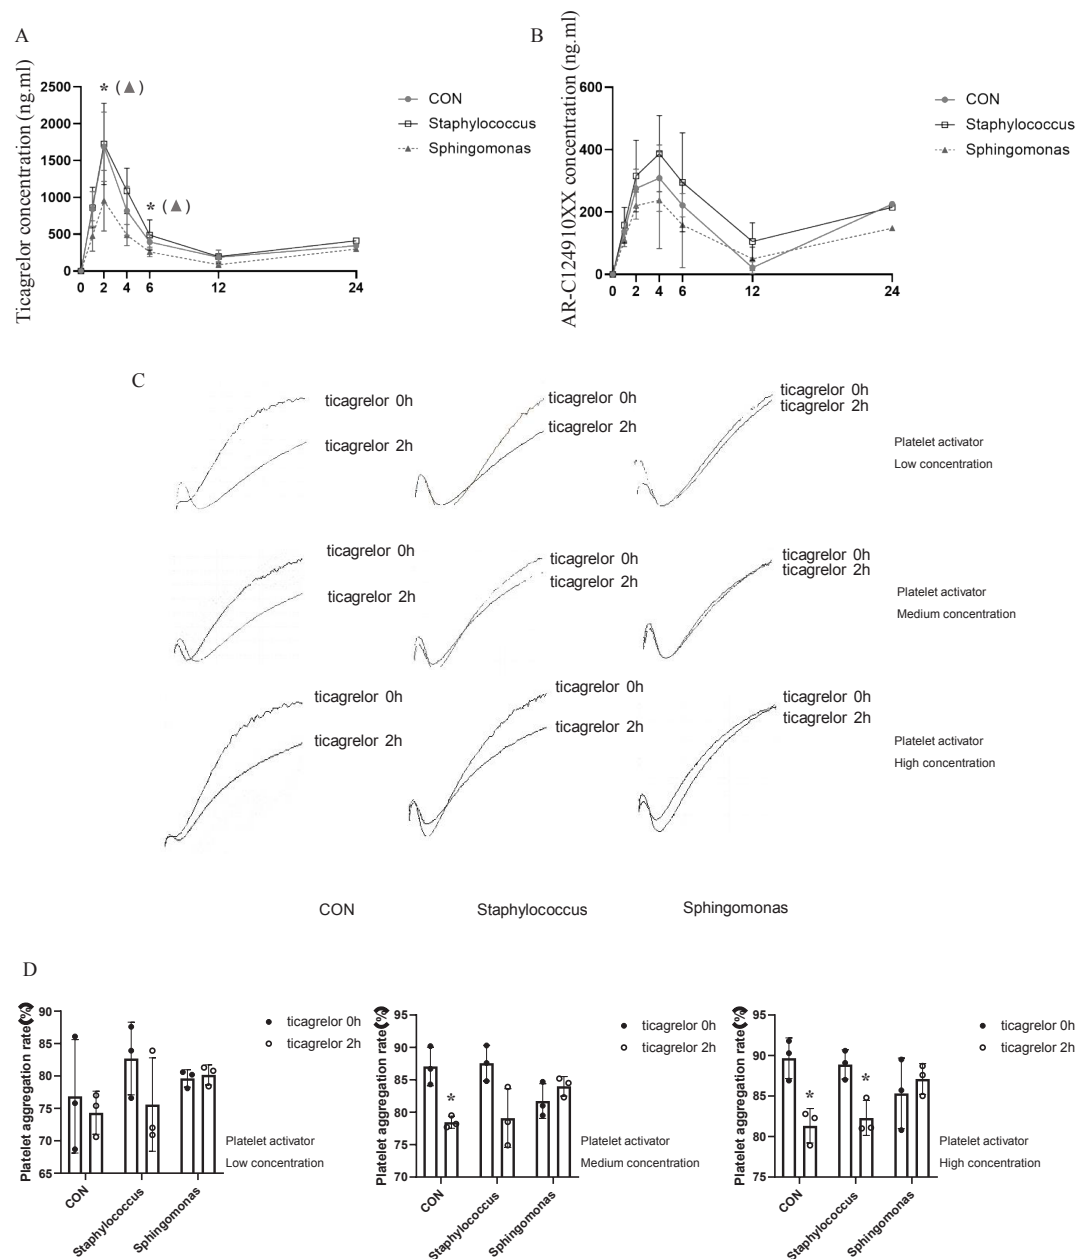 A
Ticagrelor concentration (ng.ml)
2500
2000
1500
1000
500
0
* (▲)
* (▲)
0 2 4 6 12 24
CON
Staphylococcus
Sphingomonas
B
AR-C124910XX concentration (ng.ml)
600
400
200
0
0 2 4 6 12 24
CON
Staphylococcus
Sphingomonas
C
ticagrelor 0h
ticagrelor 2h
ticagrelor 0h
ticagrelor 2h
ticagrelor 0h
ticagrelor 2h
Platelet activator
Low concentration
ticagrelor 0h
ticagrelor 2h
ticagrelor 0h
ticagrelor 2h
ticagrelor 0h
ticagrelor 2h
Platelet activator
Medium concentration
ticagrelor 0h
ticagrelor 2h
ticagrelor 0h
ticagrelor 2h
ticagrelor 0h
ticagrelor 2h
Platelet activator
High concentration
CON Staphylococcus Sphingomonas
D
Platelet aggregation rate(%)
90
85
80
75
70
65
CON Staphylococcus Sphingomonas
ticagrelor 0h
ticagrelor 2h
Platelet activator
Low concentration
Platelet aggregation rate(%)
95
90
85
80
75
70
*
CON Staphylococcus Sphingomonas
ticagrelor 0h
ticagrelor 2h
Platelet activator
Medium concentration
Platelet aggregation rate(%)
95
90
85
80
75
*
*
CON Staphylococcus Sphingomonas
ticagrelor 0h
ticagrelor 2h
Platelet activator
High concentration